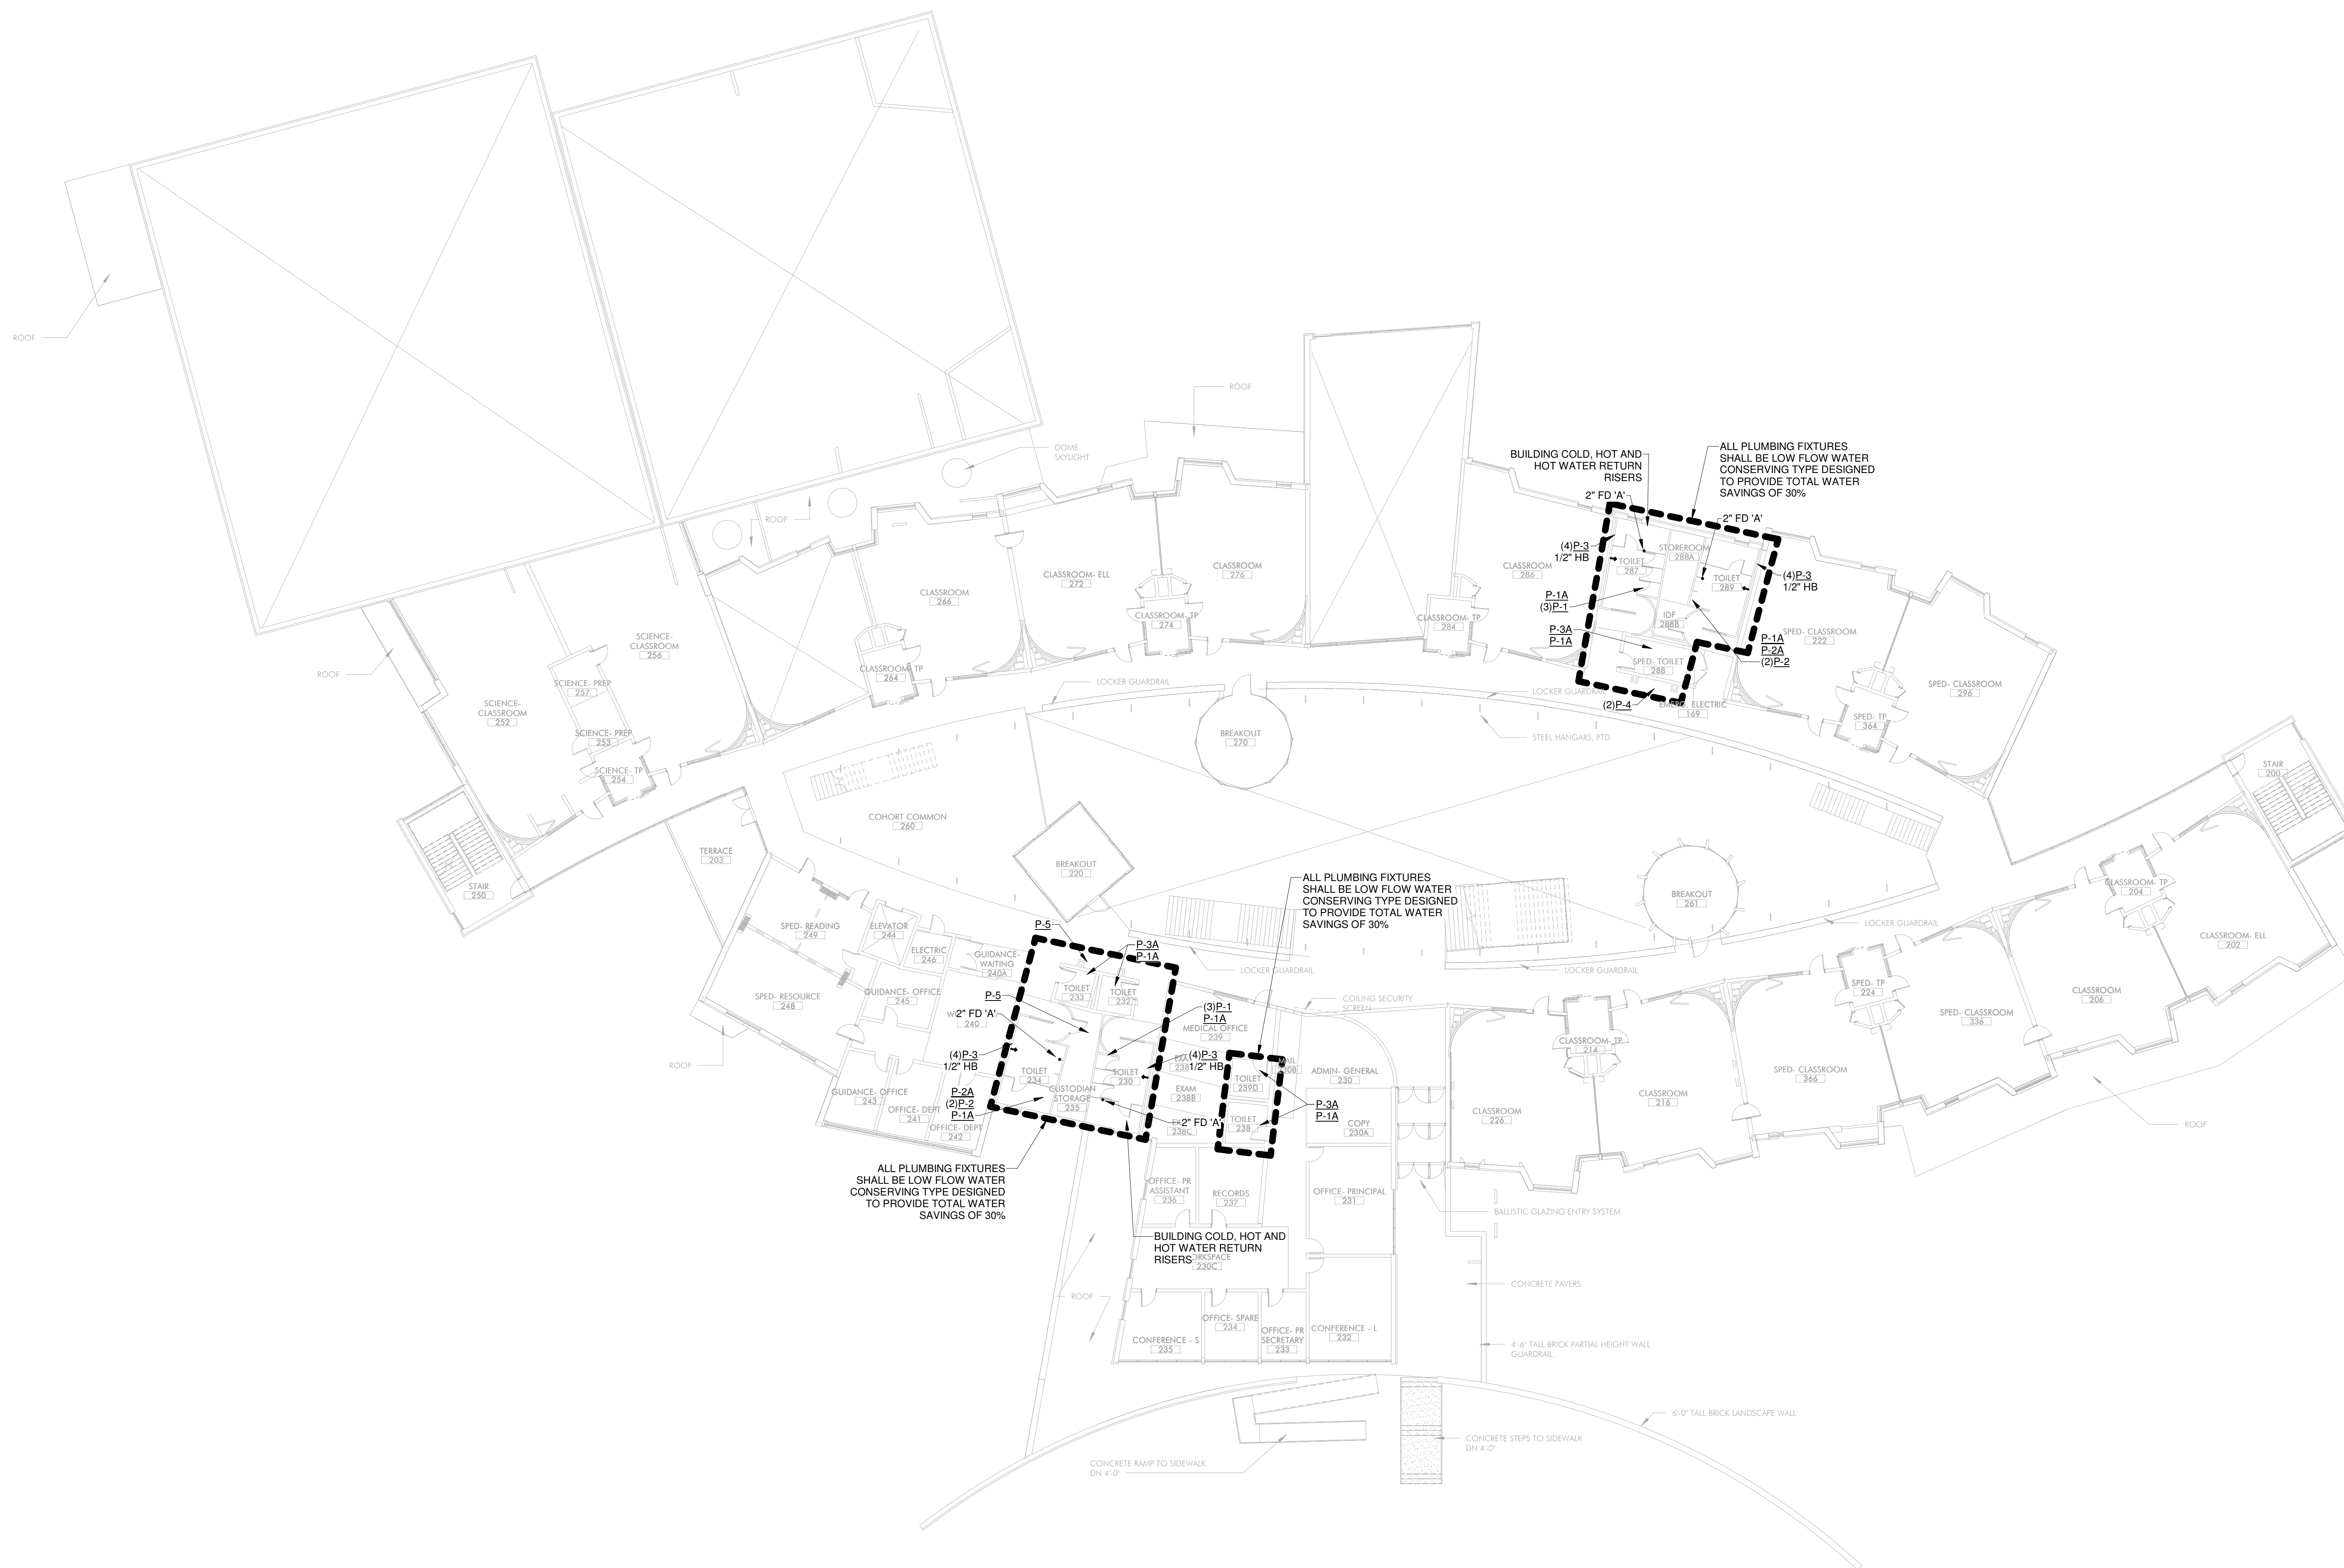 ROOF
ROOF
DOME
SKYLIGHT
ROOF
ROOF
ALL PLUMBING FIXTURES
SHALL BE LOW FLOW WATER
CONSERVING TYPE DESIGNED
TO PROVIDE TOTAL WATER
SAVINGS OF 30%
BUILDING COLD, HOT AND
HOT WATER RETURN
RISERS
2" FD 'A'
2" FD 'A'
(4)P-3
1/2" HB
STOREROOM
288A
TOILET
287
TOILET
289
(4)P-3
1/2" HB
P-1A
(3)P-1
IDF
288B
P-3A
P-1A
P-1A
P-2A
(2)P-2
SPED- TOILET
288
(2)P-4
EMERG. ELECTRIC
169
CLASSROOM
286
CLASSROOM- TP
284
CLASSROOM
276
CLASSROOM- TP
274
CLASSROOM- ELL
272
CLASSROOM
266
CLASSROOM- TP
264
SCIENCE-
CLASSROOM
256
SCIENCE- PREP
257
SCIENCE-
CLASSROOM
252
SCIENCE- PREP
253
SCIENCE- TP
254
SPED- CLASSROOM
222
SPED- CLASSROOM
296
SPED- TP
364
LOCKER GUARDRAIL
LOCKER GUARDRAIL
STEEL HANGARS, PTD
BREAKOUT
270
STAIR
200
COHORT COMMON
260
TERRACE
203
STAIR
250
BREAKOUT
220
BREAKOUT
261
ALL PLUMBING FIXTURES
SHALL BE LOW FLOW WATER
CONSERVING TYPE DESIGNED
TO PROVIDE TOTAL WATER
SAVINGS OF 30%
LOCKER GUARDRAIL
CLASSROOM- TP
204
CLASSROOM- ELL
202
SPED- READING
249
ELEVATOR
244
ELECTRIC
246
GUIDANCE-
WAITING
240A
P-5
P-3A
P-1A
LOCKER GUARDRAIL
LOCKER GUARDRAIL
SPED- RESOURCE
248
GUIDANCE- OFFICE
245
P-5
TOILET
233
TOILET
232
COILING SECURITY
SCREEN
SPED- TP
224
CLASSROOM
206
SPED- CLASSROOM
336
240
2" FD 'A'
(3)P-1
P-1A
MEDICAL OFFICE
239
ROOF
(4)P-3
1/2" HB
(4)P-3
1/2" HB
238
TOILET
234
TOILET
230
TOILET
239D
MAIL
ADMIN- GENERAL
230
CLASSROOM- TP
214
SPED- CLASSROOM
366
GUIDANCE- OFFICE
243
P-2A
(2)P-2
P-1A
CUSTODIAN
STORAGE
235
EXAM
238B
P-3A
P-1A
OFFICE- DEPT
241
OFFICE- DEPT
242
2" FD 'A'
238C
TOILET
238
COPY
230A
CLASSROOM
226
CLASSROOM
216
ROOF
ALL PLUMBING FIXTURES
SHALL BE LOW FLOW WATER
CONSERVING TYPE DESIGNED
TO PROVIDE TOTAL WATER
SAVINGS OF 30%
OFFICE- PR
ASSISTANT
236
RECORDS
237
OFFICE- PRINCIPAL
231
BALLISTIC GLAZING ENTRY SYSTEM
BUILDING COLD, HOT AND
HOT WATER RETURN
RISERS
230C
CONCRETE PAVERS
ROOF
OFFICE- SPARE
234
CONFERENCE - S
235
OFFICE- PR
SECRETARY
233
CONFERENCE - L
232
4'-6" TALL BRICK PARTIAL HEIGHT WALL
GUARDRAIL
6'-0" TALL BRICK LANDSCAPE WALL
CONCRETE STEPS TO SIDEWALK
DN 4'-0"
CONCRETE RAMP TO SIDEWALK
DN 4'-0"